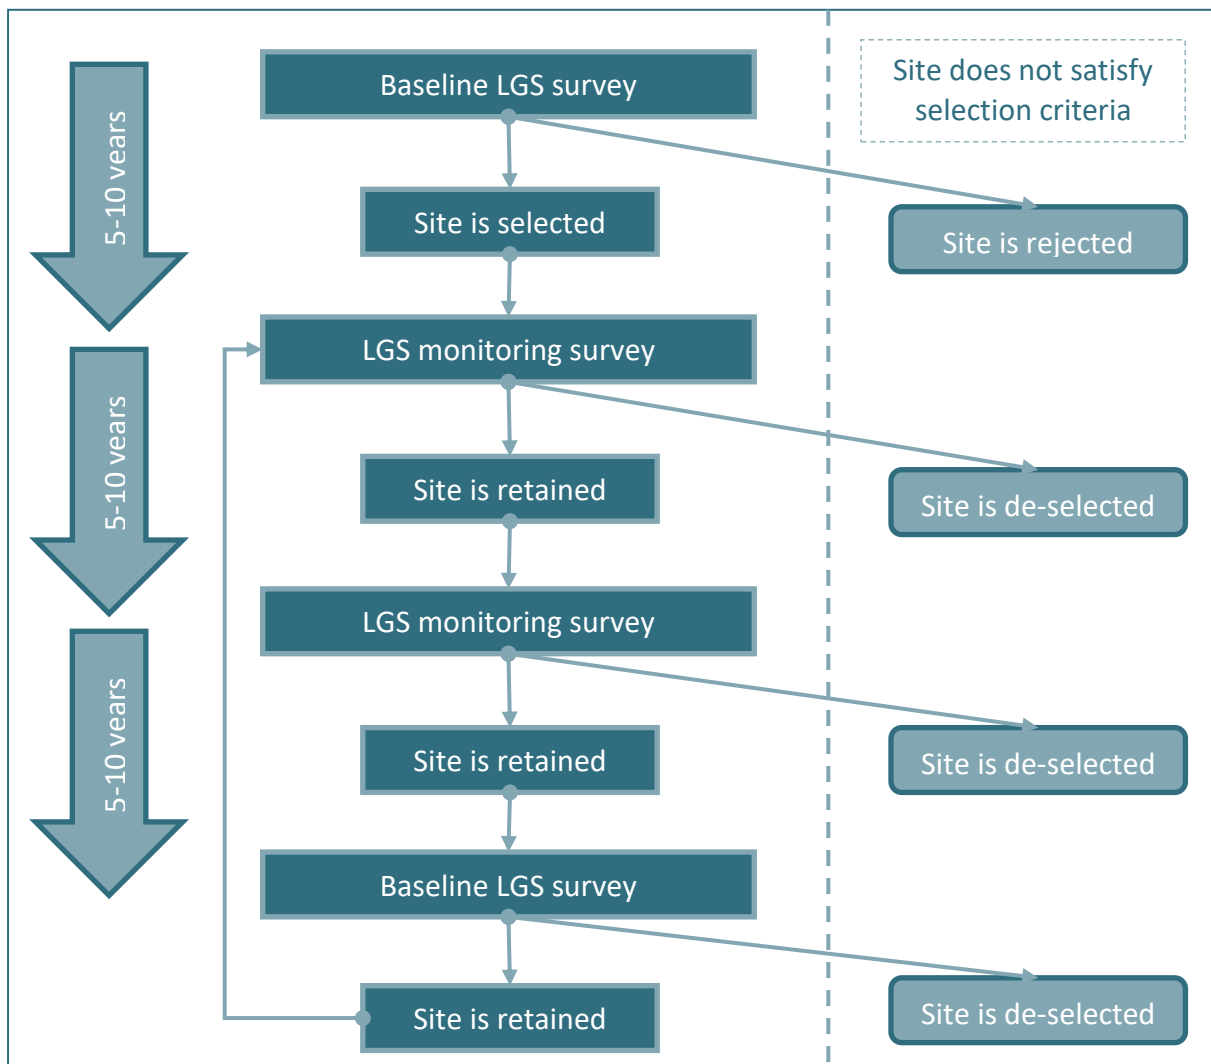 Baseline LGS survey
Site does not satisfy
selection criteria
5-10 years
Site is selected
Site is rejected
LGS monitoring survey
5-10 years
Site is retained
Site is de-selected
LGS monitoring survey
5-10 years
Site is retained
Site is de-selected
Baseline LGS survey
Site is retained
Site is de-selected